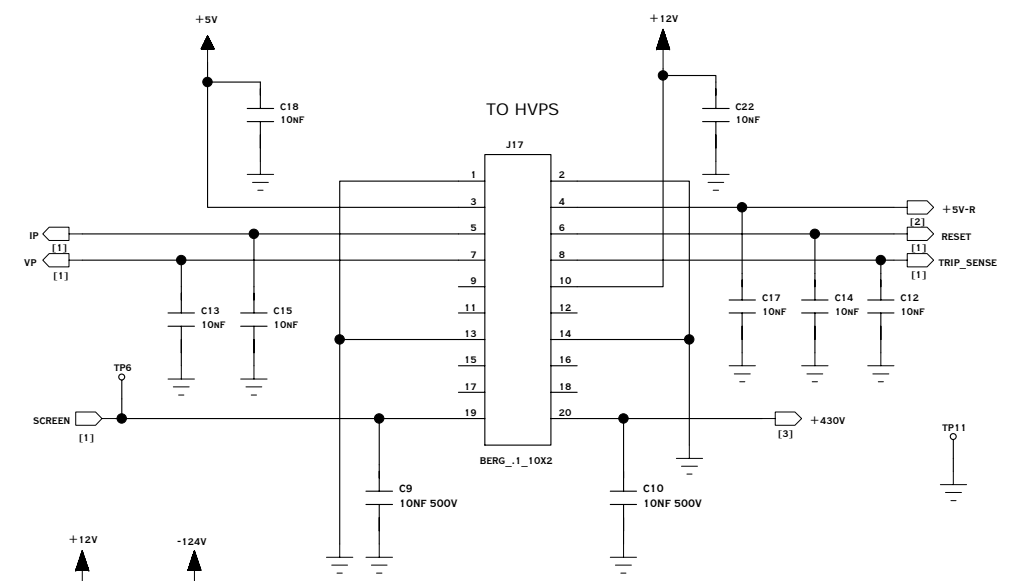 +5V
+12V
C18
10NF
C22
10NF
TO HVPS
J17
1 2
3 4
+5V-R
[2]
IP
[1]
5 6
RESET
[1]
VP
[1]
7 8
TRIP_SENSE
[1]
9 10
C13
10NF
C15
10NF
C17
10NF
C14
10NF
C12
10NF
11 12
13 14
15 16
TP6
17 18
SCREEN
[1]
19 20
+430V
[3]
TP11
BERG_.1_10X2
C9
10NF 500V
C10
10NF 500V
+12V
-124V